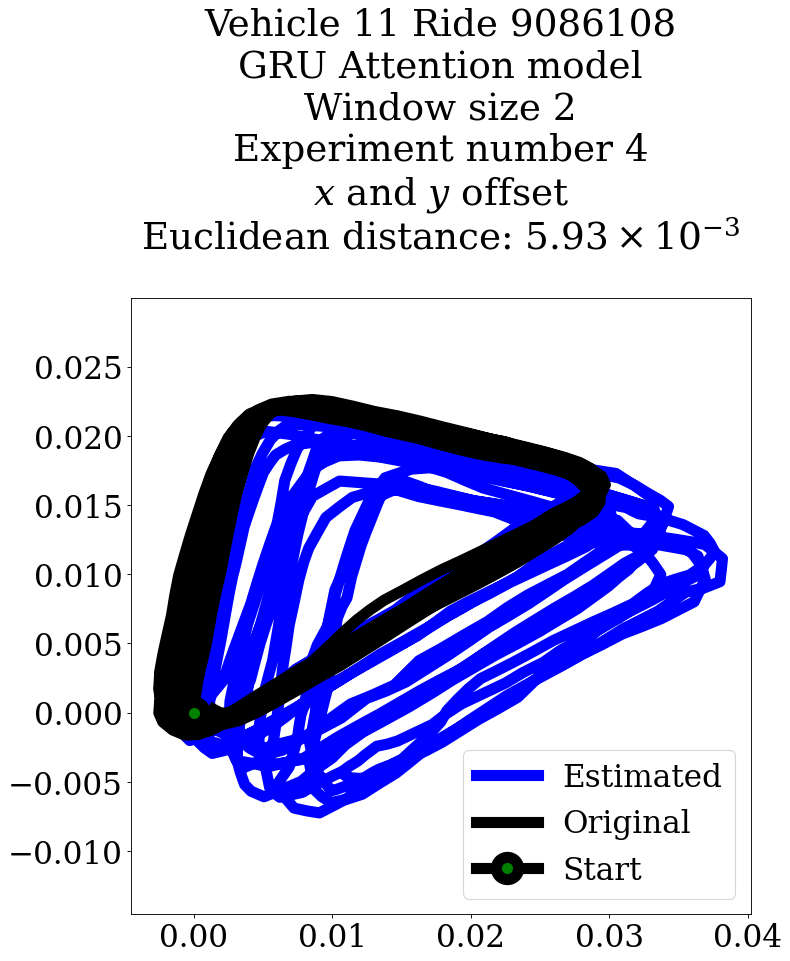 Vehicle 11 Ride 9086108
GRU Attention model
Window size 2
Experiment number 4
x and y offset
Euclidean distance: 5.93 × 10⁻³
0.025
0.020
0.015
0.010
0.005
0.000
−0.005
−0.010
Estimated
Original
Start
0.00 0.01 0.02 0.03 0.04